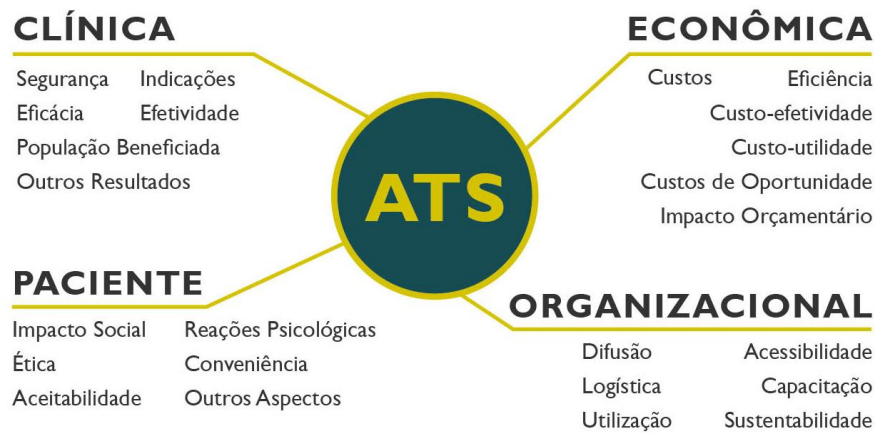 CLÍNICA
Segurança Indicações
Eficácia Efetividade
População Beneficiada
Outros Resultados
ECONÔMICA
Custos Eficiência
Custo-efetividade
Custo-utilidade
Custos de Oportunidade
Impacto Orçamentário
ATS
PACIENTE
Impacto Social Reações Psicológicas
Ética Conveniência
Aceitabilidade Outros Aspectos
ORGANIZACIONAL
Difusão Acessibilidade
Logística Capacitação
Utilização Sustentabilidade